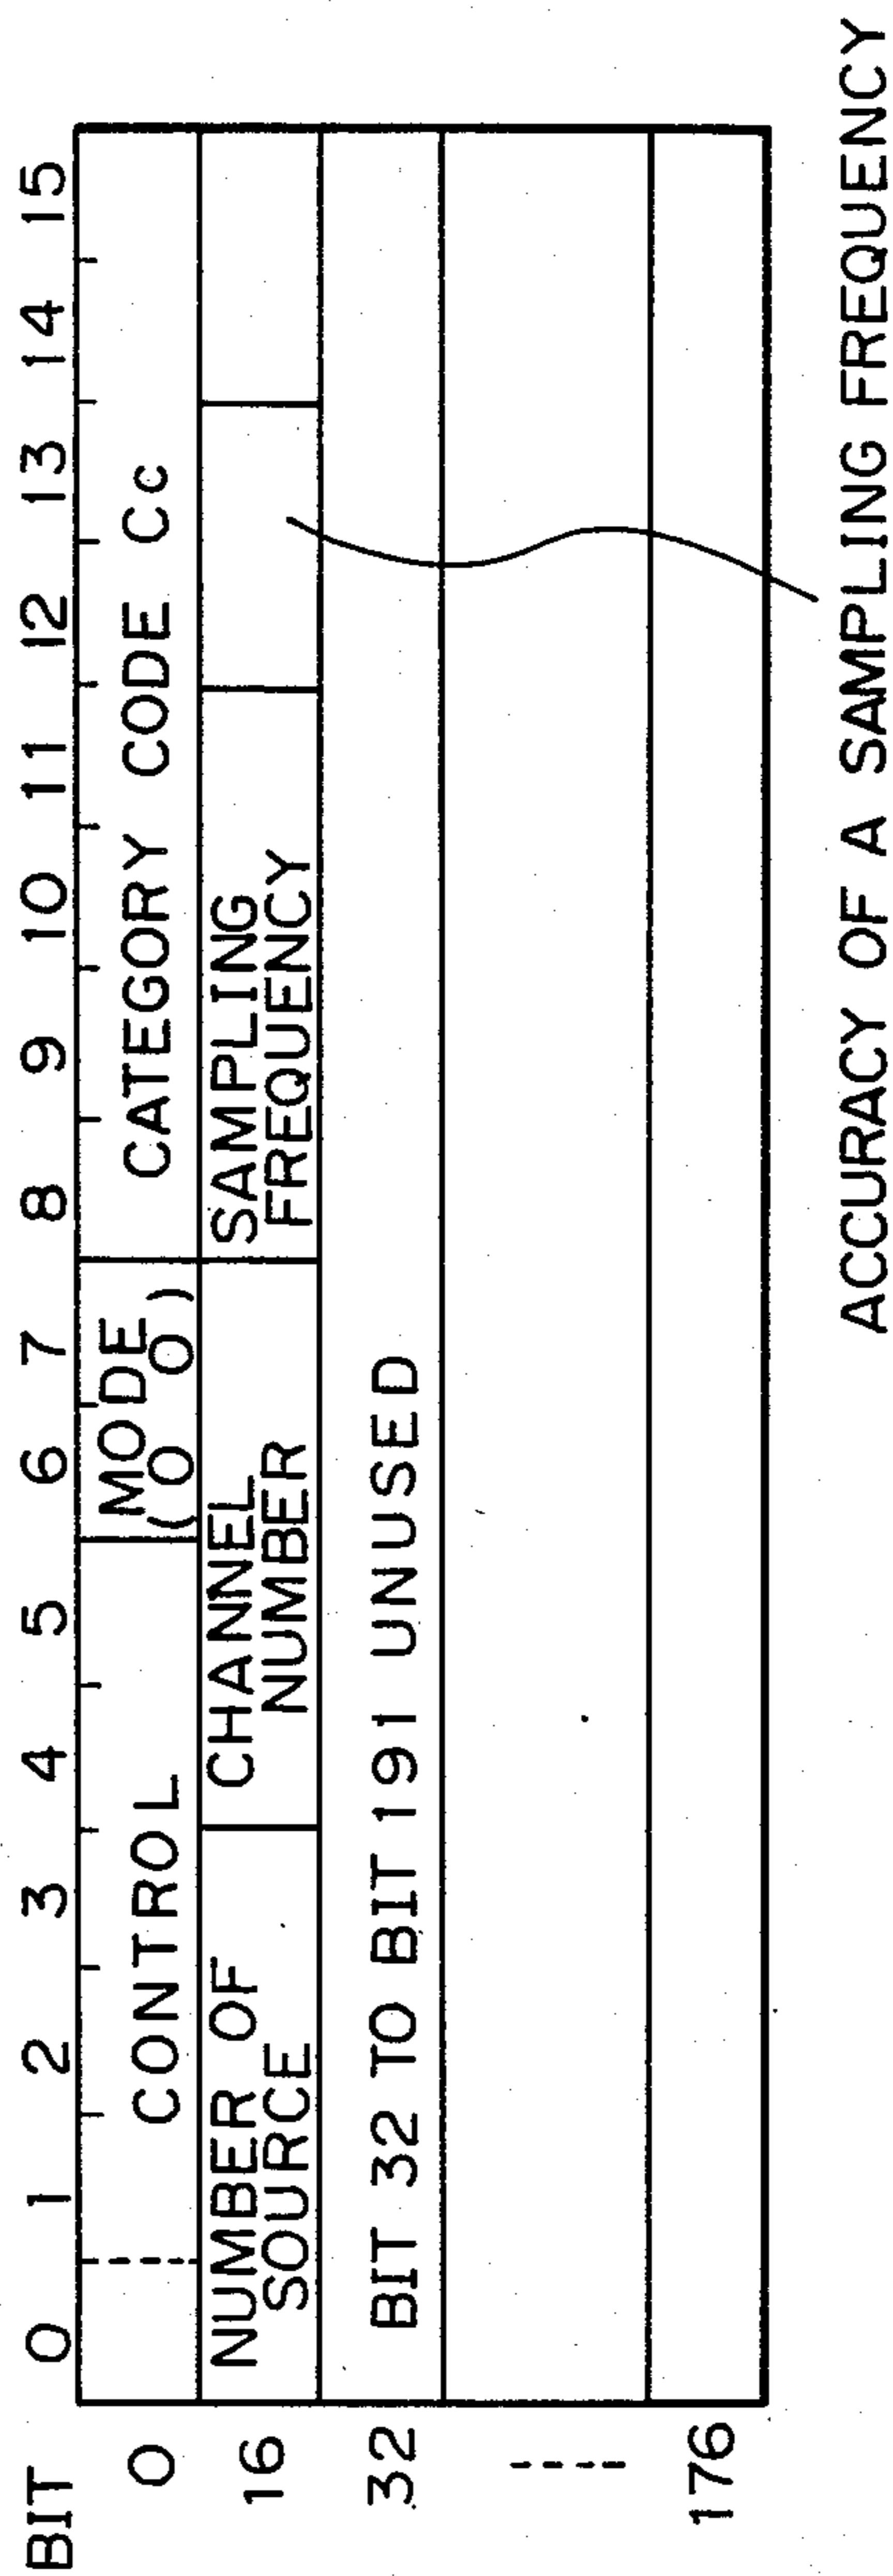 BIT 0 1 2 3 4 5 6 7 8 9 10 11 12 13 14 15
0 CONTROL MODE (0 0) CATEGORY CODE Cc
16 NUMBER OF SOURCE CHANNEL NUMBER SAMPLING FREQUENCY
32 BIT 32 TO BIT 191 UNUSED
176
ACCURACY OF A SAMPLING FREQUENCY